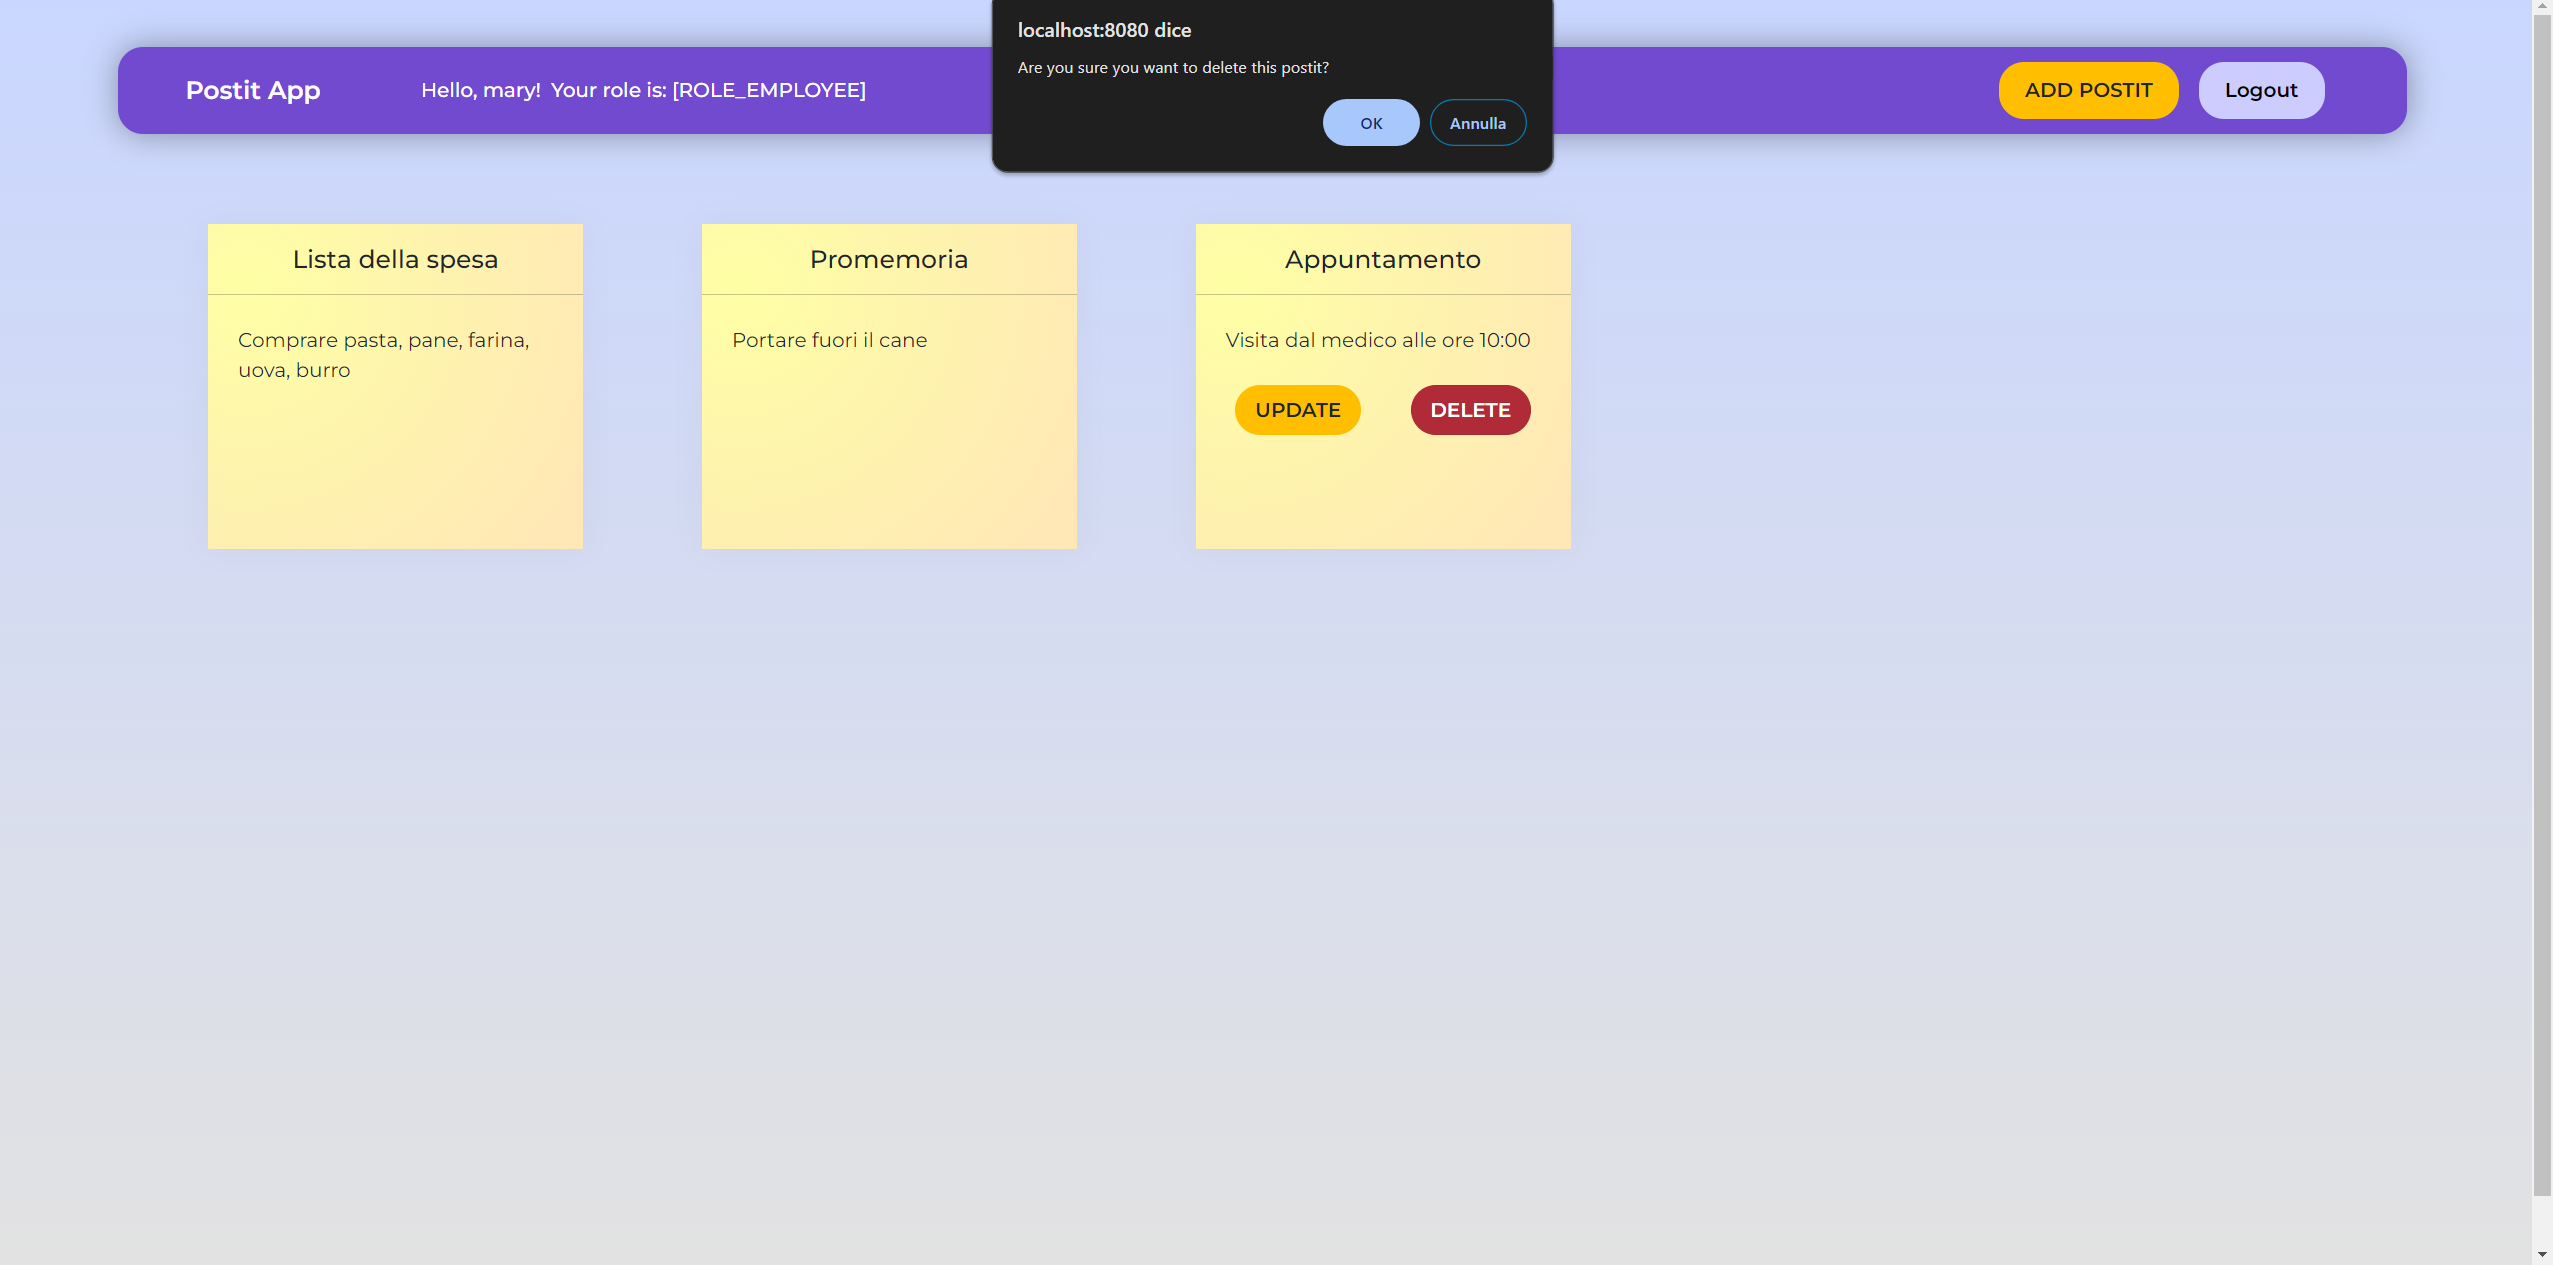 localhost:8080 dice
Are you sure you want to delete this postit?
OK Annulla
Postit App Hello, mary! Your role is: [ROLE_EMPLOYEE] ADD POSTIT Logout
Lista della spesa
Comprare pasta, pane, farina,
uova, burro
Promemoria
Portare fuori il cane
Appuntamento
Visita dal medico alle ore 10:00
UPDATE DELETE